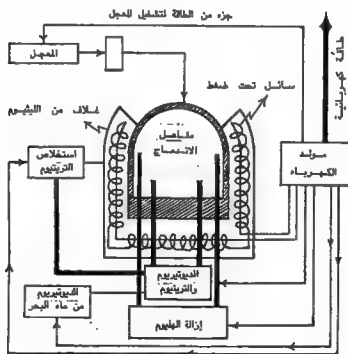 جزء من الطاقة لتشغيل المعجل
المعجل
طاقة كهربائية
سائل تحت ضغط
غلاف من الليثيوم
مفاعل
الاندماج
مولد
الكهرباء
استخلاص
التريتيوم
الديوتيريوم
والتريتيوم
الديوتيريوم
من ماء البحر
إزالة الهليوم